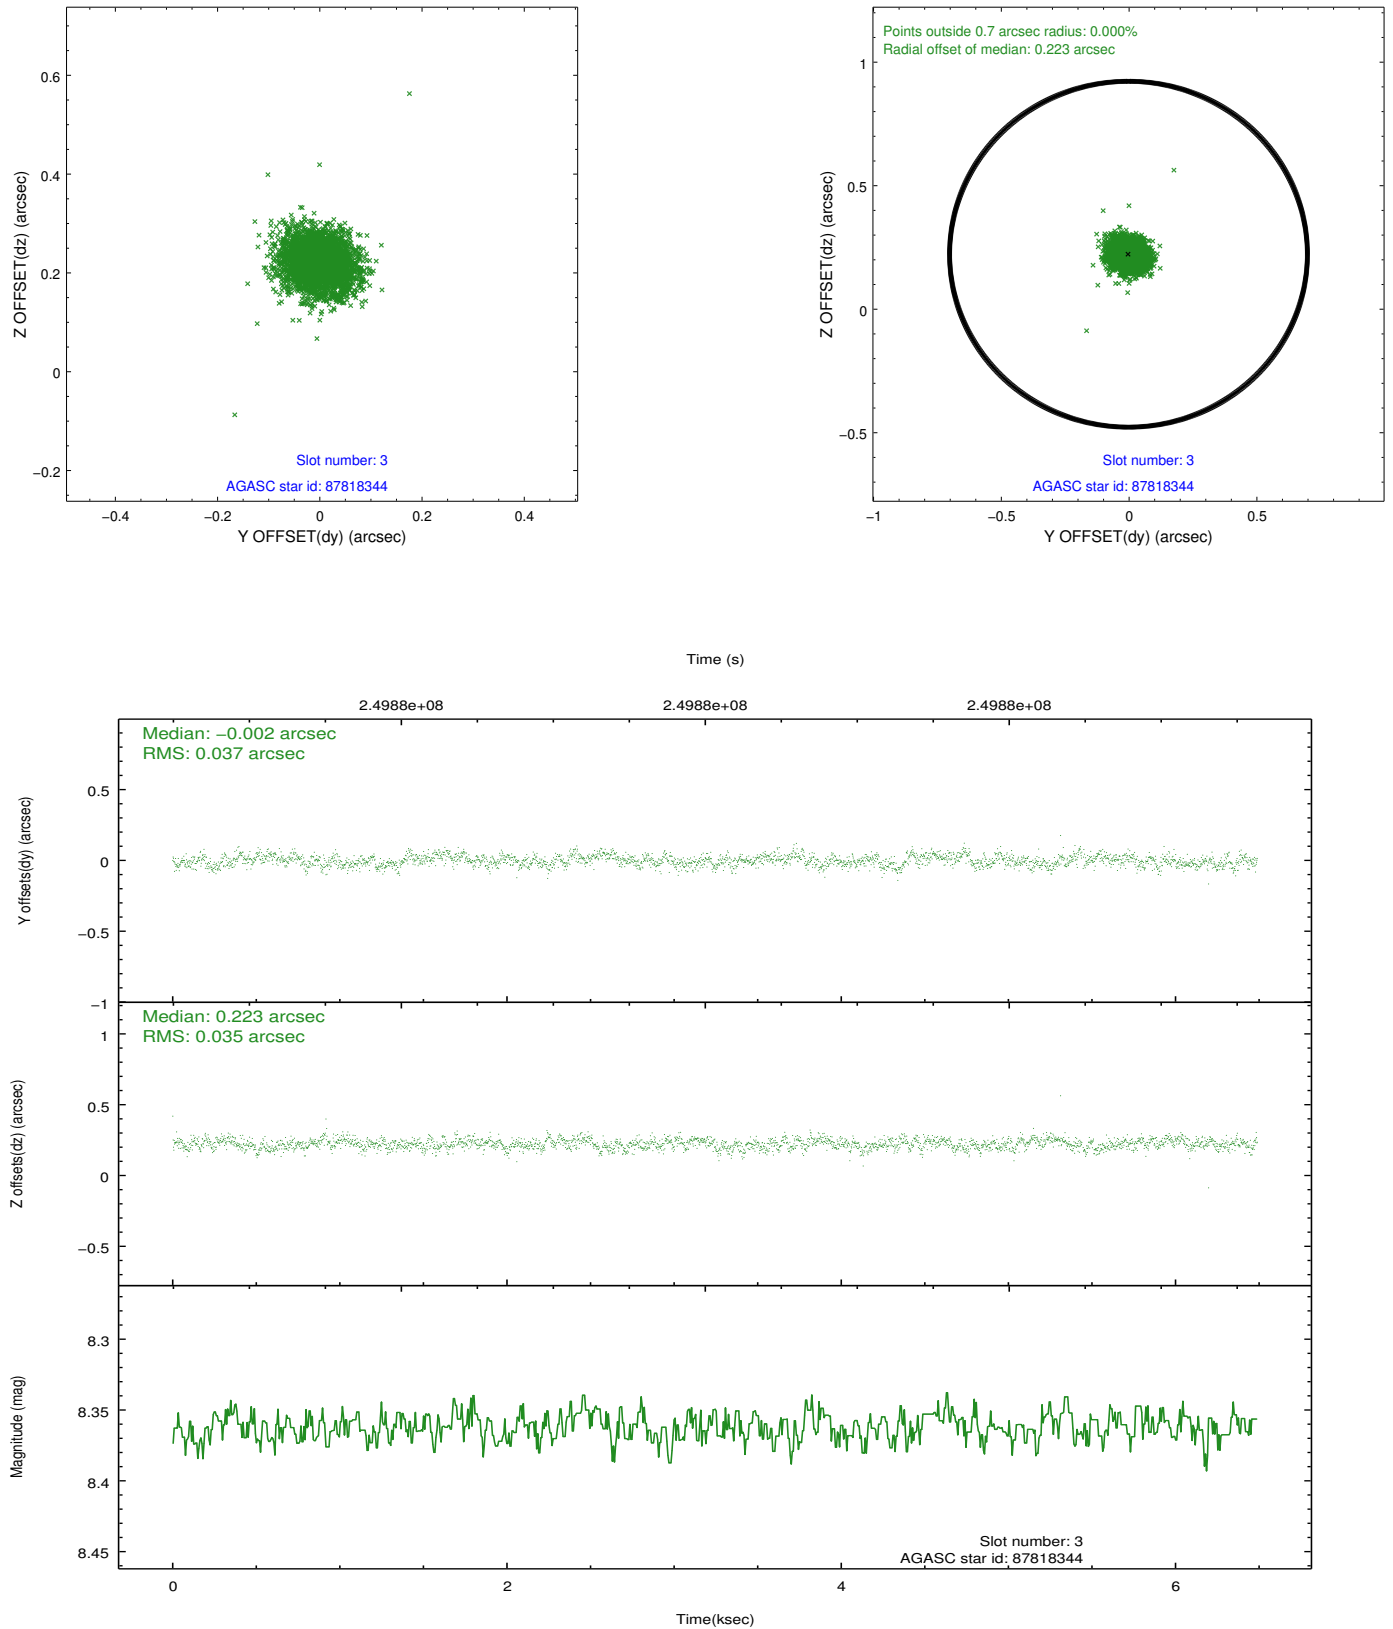 0.6
0.4
0.2
0
−0.2
Z OFFSET(dz) (arcsec)
−0.4
−0.2
0
0.2
0.4
Y OFFSET(dy) (arcsec)
Slot number: 3
AGASC star id: 87818344
Points outside 0.7 arcsec radius: 0.000%
Radial offset of median: 0.223 arcsec
1
0.5
0
−0.5
Z OFFSET(dz) (arcsec)
Slot number: 3
AGASC star id: 87818344
−1
−0.5
0
0.5
Y OFFSET(dy) (arcsec)
Time (s)
2.4988e+08
2.4988e+08
2.4988e+08
Median: −0.002 arcsec
RMS: 0.037 arcsec
0.5
0
−0.5
−1
Y offsets(dy) (arcsec)
Median: 0.223 arcsec
RMS: 0.035 arcsec
1
0.5
0
−0.5
Z offsets(dz) (arcsec)
8.3
8.35
8.4
8.45
Magnitude (mag)
Slot number: 3
AGASC star id: 87818344
0
2
4
6
Time(ksec)